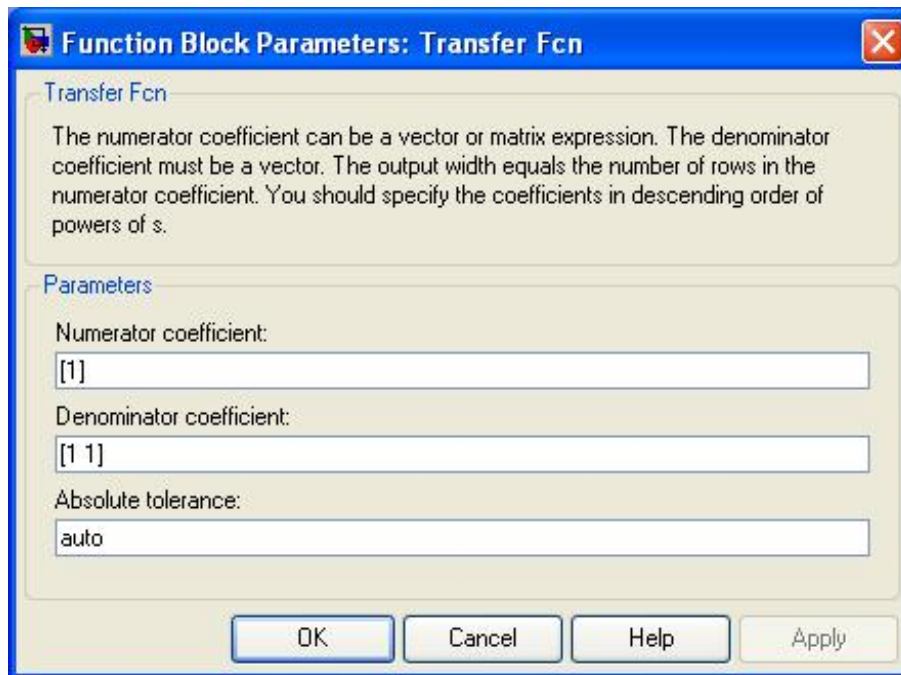 Function Block Parameters: Transfer Fcn
Transfer Fcn
The numerator coefficient can be a vector or matrix expression. The denominator
coefficient must be a vector. The output width equals the number of rows in the
numerator coefficient. You should specify the coefficients in descending order of
powers of s.
Parameters
Numerator coefficient:
[1]
Denominator coefficient:
[1 1]
Absolute tolerance:
auto
OK Cancel Help Apply